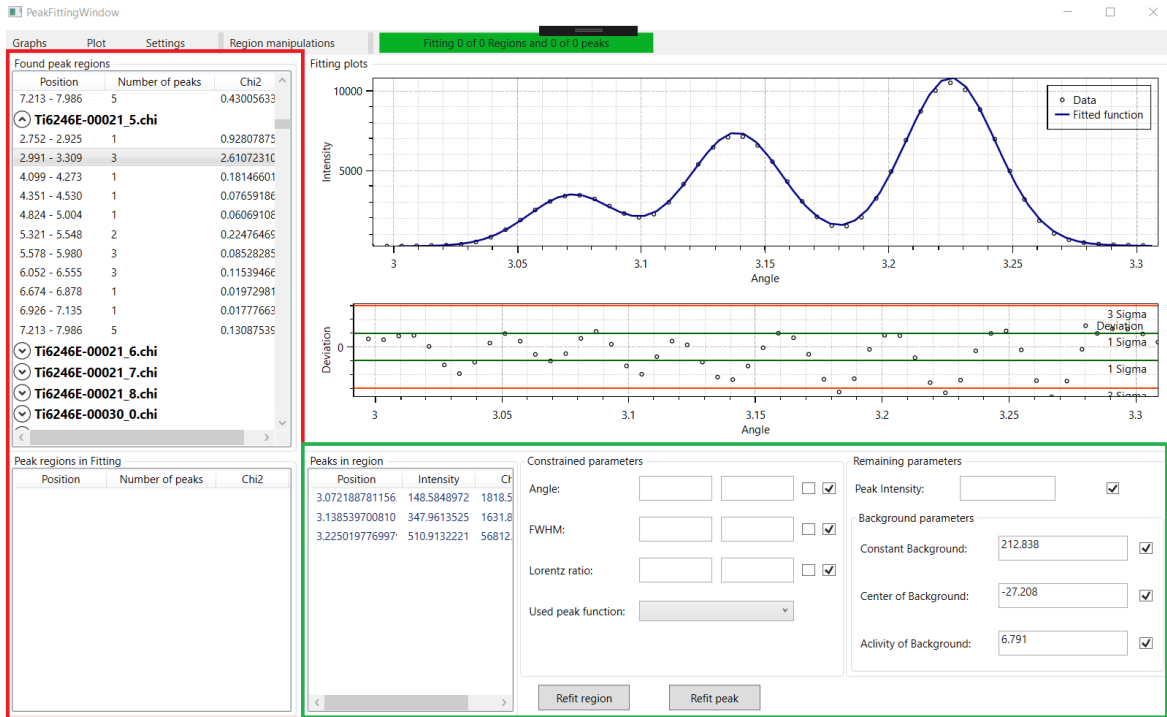 PeakFittingWindow
Graphs Plot Settings Region manipulations Fitting 0 of 0 Regions and 0 of 0 peaks
Found peak regions
Position Number of peaks Chi2
7.213 - 7.986 5 0.43005633
Ti6246E-00021_5.chi
2.752 - 2.925 1 0.92807875
2.991 - 3.309 3 2.61072310
4.099 - 4.273 1 0.18146601
4.351 - 4.530 1 0.07659186
4.824 - 5.004 1 0.06069108
5.321 - 5.548 2 0.22476469
5.578 - 5.980 3 0.08528285
6.052 - 6.555 3 0.11539466
6.674 - 6.878 1 0.01972981
6.926 - 7.135 1 0.01777663
7.213 - 7.986 5 0.13087539
Ti6246E-00021_6.chi
Ti6246E-00021_7.chi
Ti6246E-00021_8.chi
Ti6246E-00030_0.chi
Fitting plots
10000
5000
Intensity
Data
Fitted function
3 3.05 3.1 3.15 3.2 3.25 3.3
Angle
Deviation
0
3 Sigma
Deviation
1 Sigma
1 Sigma
3 Sigma
3 3.05 3.1 3.15 3.2 3.25 3.3
Angle
Peak regions in Fitting
Position Number of peaks Chi2
Peaks in region
Position Intensity Ch
3.072188781156 148.5848972 1818.5
3.138539700810 347.9613525 1631.8
3.225019776997 510.9132221 56812.
Constrained parameters
Angle:
FWHM:
Lorentz ratio:
Used peak function:
Refit region Refit peak
Remaining parameters
Peak Intensity:
Background parameters
Constant Background: 212.838
Center of Background: -27.208
Aclivity of Background: 6.791